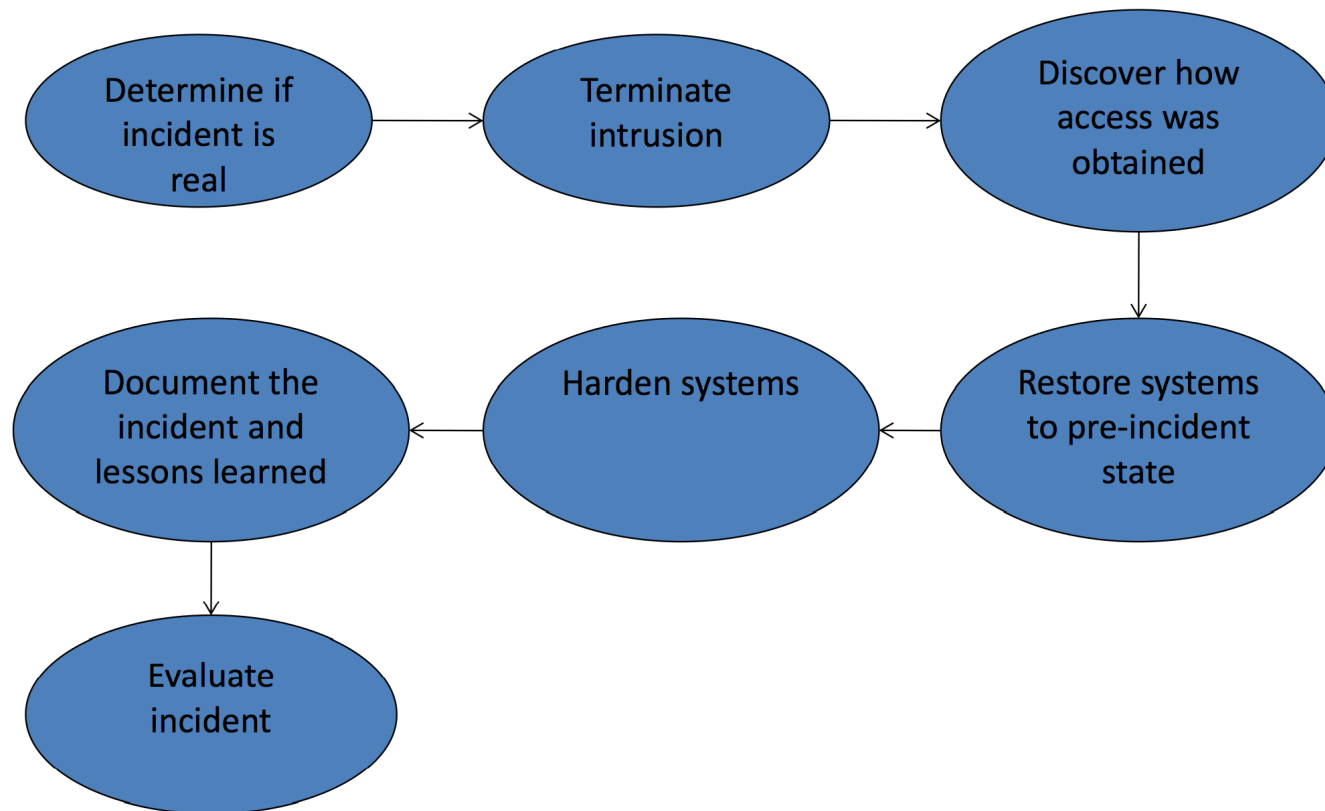 Determine if
incident is
real
Terminate
intrusion
Discover how
access was
obtained
Restore systems
to pre-incident
state
Harden systems
Document the
incident and
lessons learned
Evaluate
incident